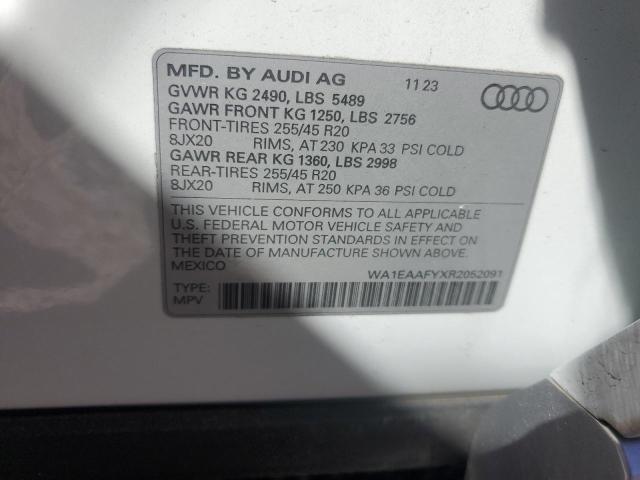 MFD. BY AUDI AG 11 23
GVWR KG 2490, LBS 5489
GAWR FRONT KG 1250, LBS 2756
FRONT-TIRES 255/45 R20
8JX20 RIMS, AT 230 KPA 33 PSI COLD
GAWR REAR KG 1360, LBS 2998
REAR-TIRES 255/45 R20
8JX20 RIMS, AT 250 KPA 36 PSI COLD
THIS VEHICLE CONFORMS TO ALL APPLICABLE
U.S. FEDERAL MOTOR VEHICLE SAFETY AND
THEFT PREVENTION STANDARDS IN EFFECT ON
THE DATE OF MANUFACTURE SHOWN ABOVE.
MEXICO
WA1EAAFYXR2052091
TYPE:
MPV